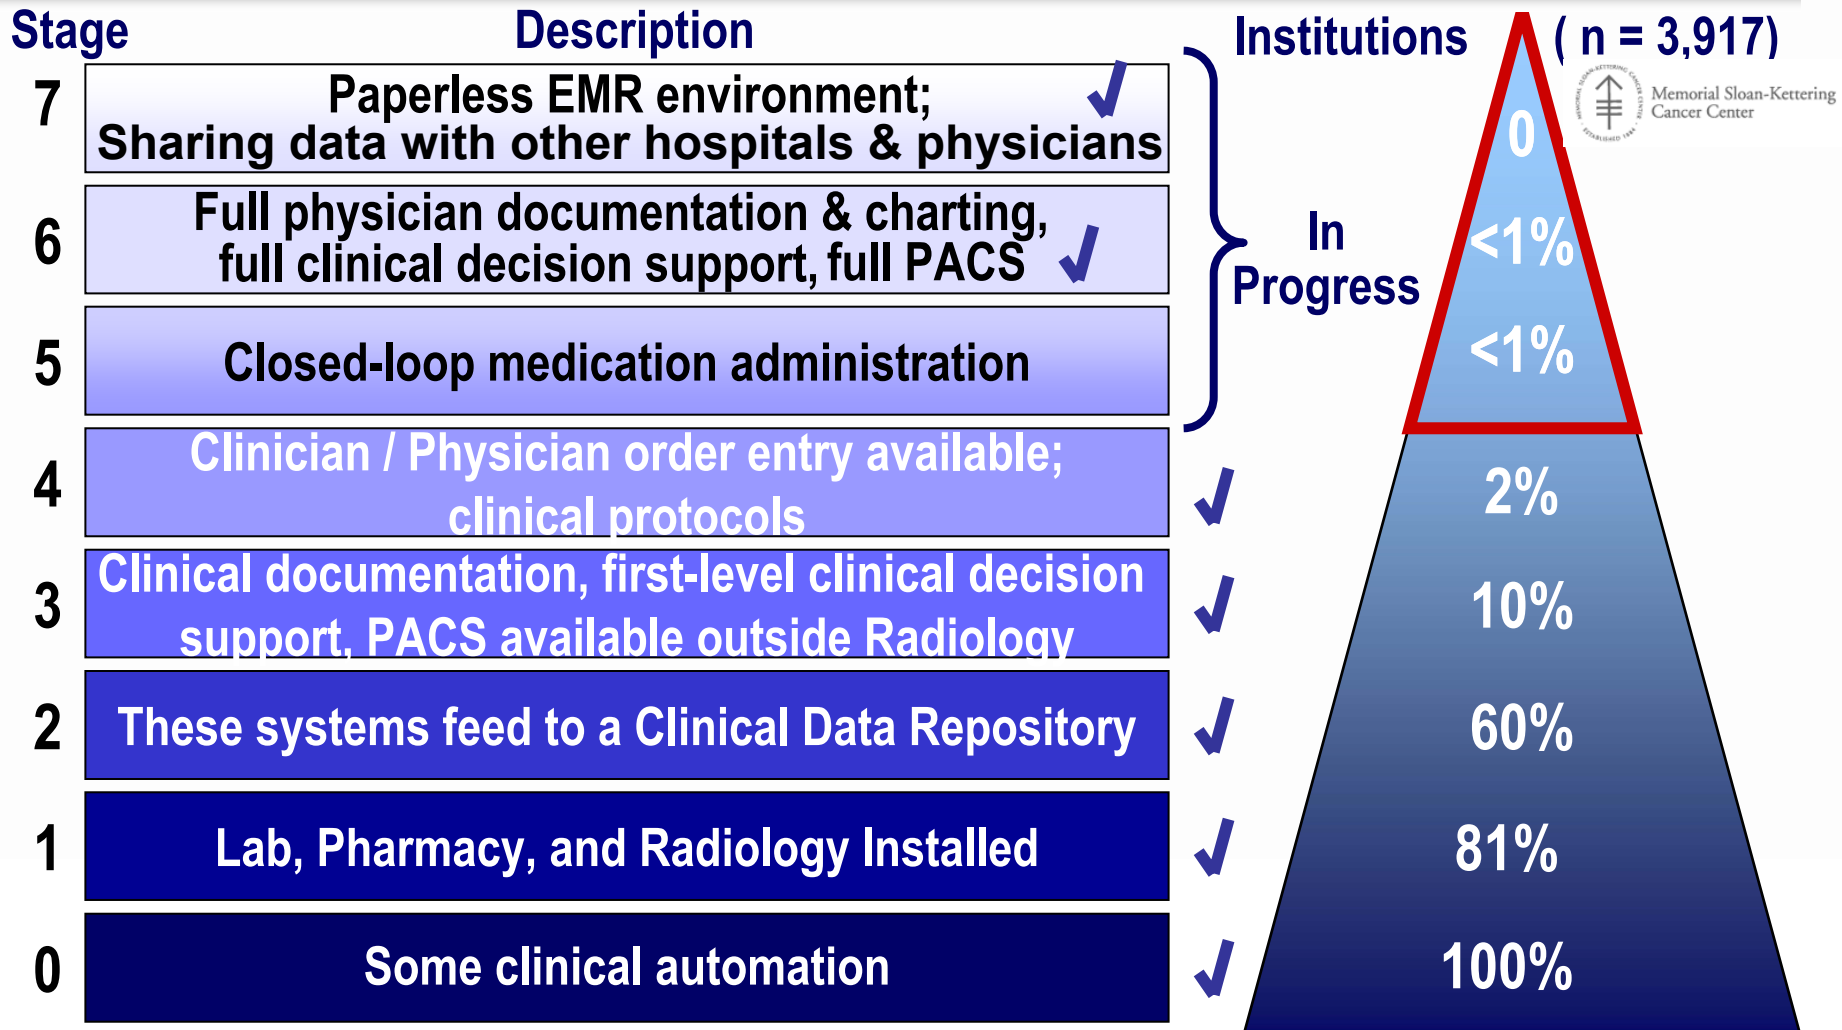 Stage Description Institutions ( n = 3,917)
Memorial Sloan-Kettering
Cancer Center
7 Paperless EMR environment;
Sharing data with other hospitals & physicians
0
6 Full physician documentation & charting,
full clinical decision support, full PACS
In
Progress
<1%
5 Closed-loop medication administration
<1%
4 Clinician / Physician order entry available;
clinical protocols
2%
3 Clinical documentation, first-level clinical decision
support, PACS available outside Radiology
10%
2 These systems feed to a Clinical Data Repository
60%
1 Lab, Pharmacy, and Radiology Installed
81%
0 Some clinical automation
100%